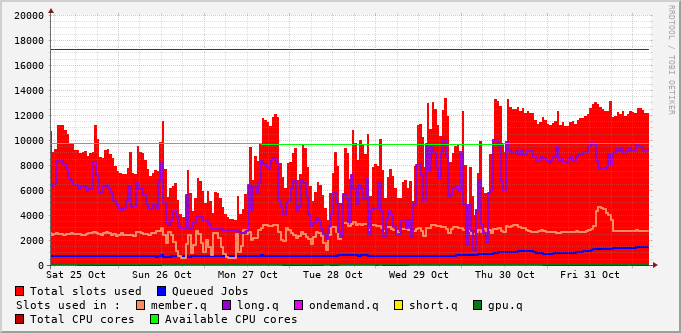 20000
18000
16000
14000
12000
10000
8000
6000
4000
2000
0
Sat 25 Oct Sun 26 Oct Mon 27 Oct Tue 28 Oct Wed 29 Oct Thu 30 Oct Fri 31 Oct
RRDTOOL / TOBI OETIKER
Total slots used Queued Jobs
Slots used in : member.q long.q ondemand.q short.q gpu.q
Total CPU cores Available CPU cores